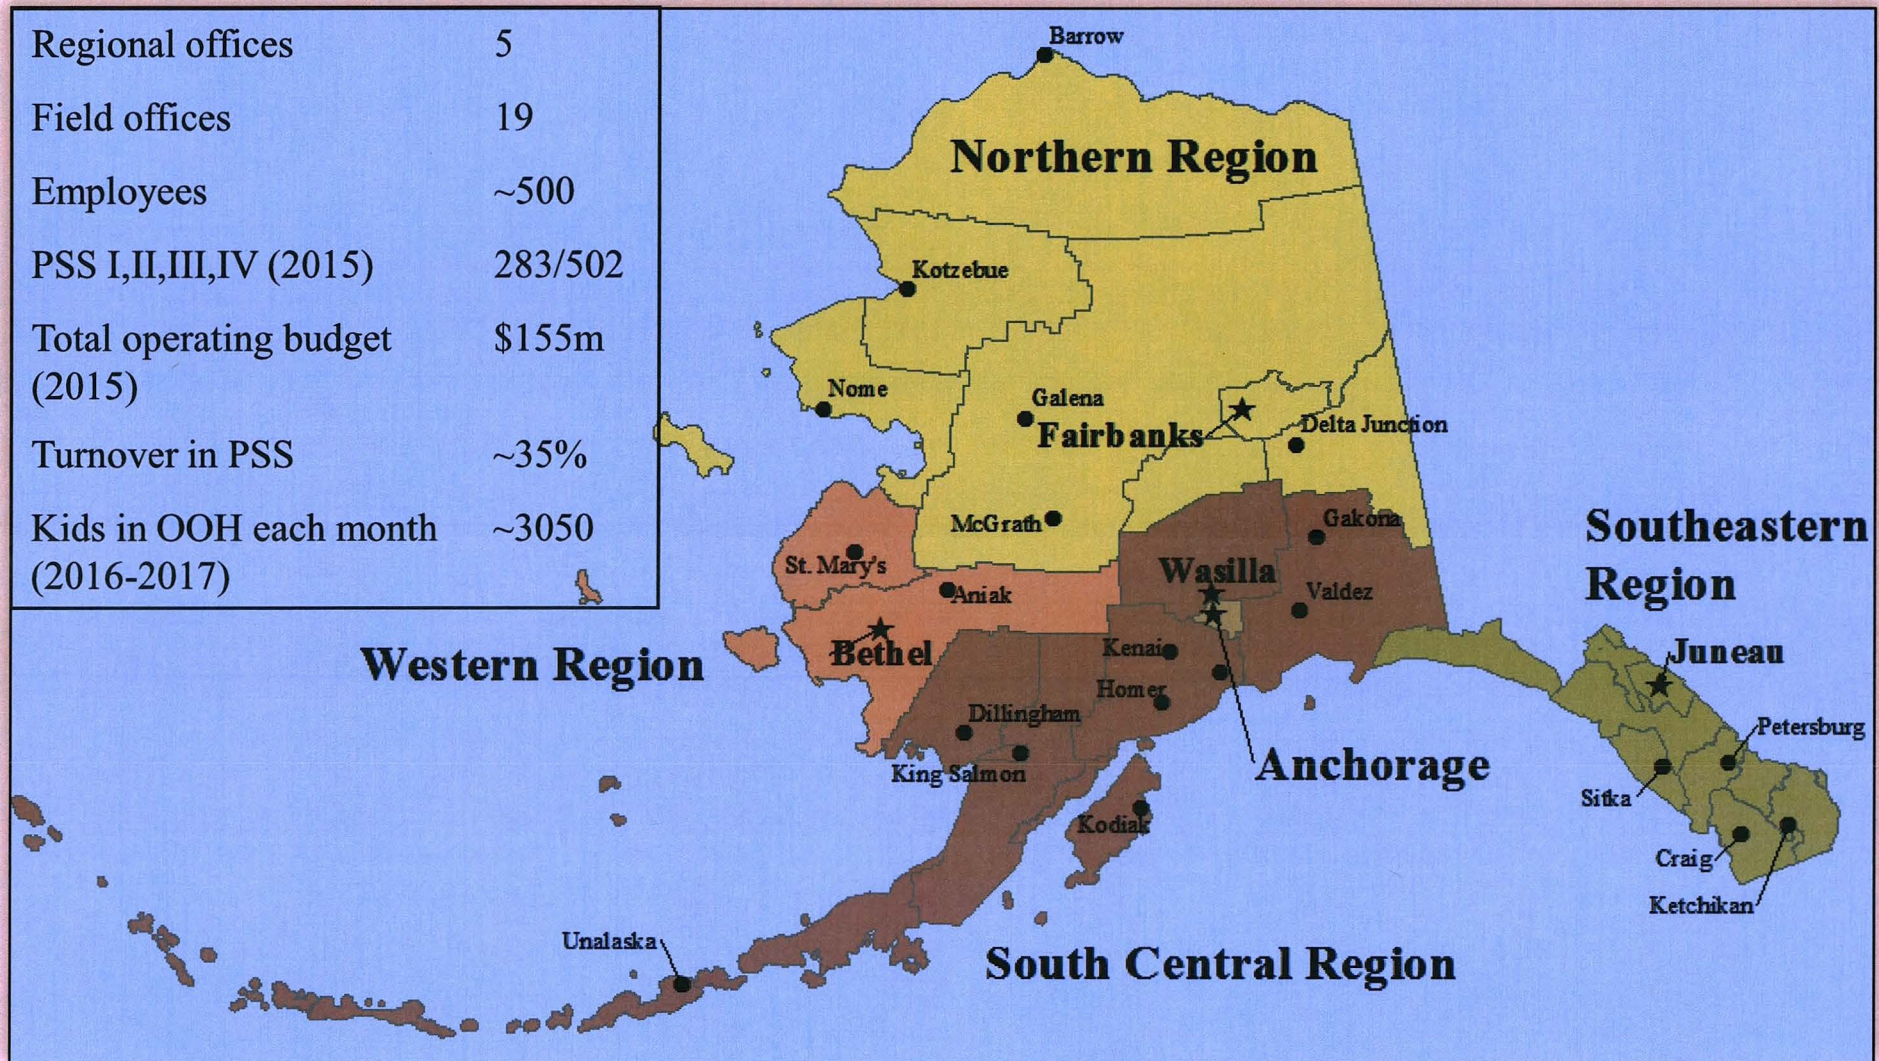 Regional offices 5
Field offices 19
Employees ~500
PSS I,II,III,IV (2015) 283/502
Total operating budget $155m
(2015)
Turnover in PSS ~35%
Kids in OOH each month ~3050
(2016-2017)
Barrow
Northern Region
Kotzebue
Nome
Galena
Fairbanks
Delta Junction
McGrath
Gakona
St. Mary's
Aniak
Wasilla
Valdez
Southeastern
Region
Western Region
Bethel
Kenai
Homer
Juneau
Dillingham
King Salmon
Anchorage
Petersburg
Sitka
Kodiak
Craig
Ketchikan
Unalaska
South Central Region